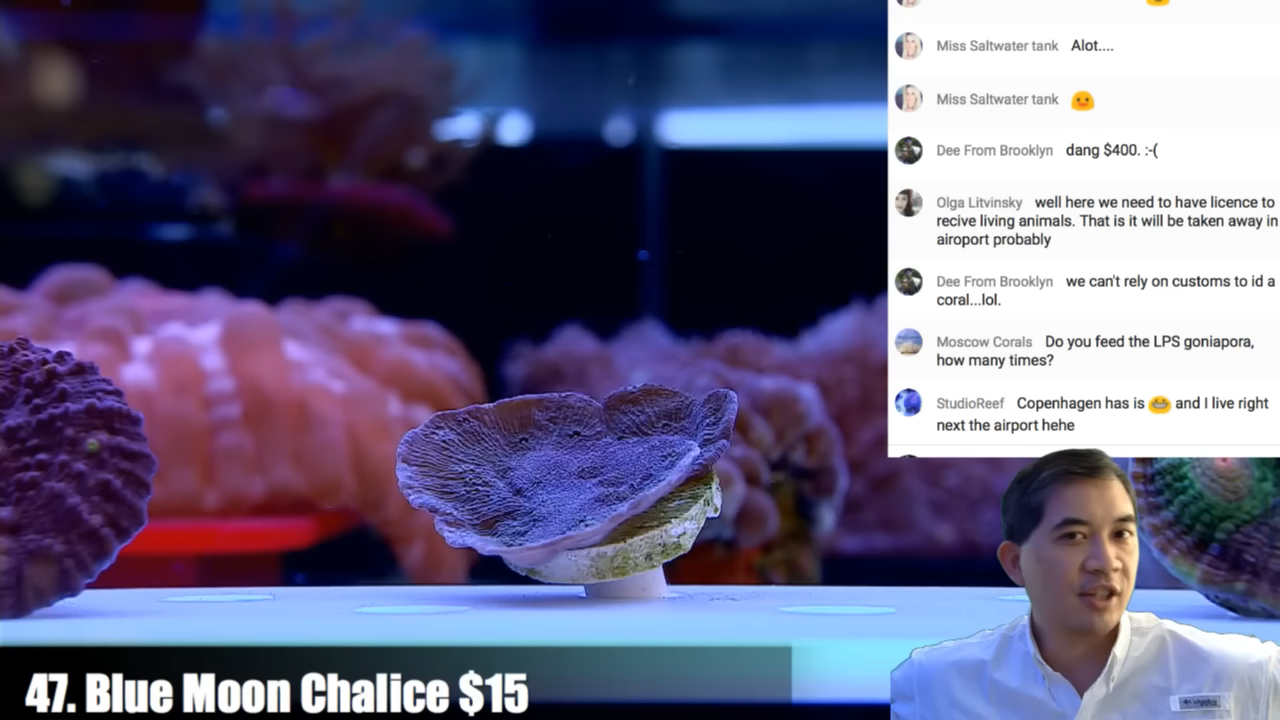 Miss Saltwater tank Alot....
Miss Saltwater tank
Dee From Brooklyn dang $400. :-(
Olga Litvinsky well here we need to have licence to
recive living animals. That is it will be taken away in
airoport probably
Dee From Brooklyn we can't rely on customs to id a
coral...lol.
Moscow Corals Do you feed the LPS goniapora,
how many times?
StudioReef Copenhagen has is 😁 and I live right
next the airport hehe
Columbia
47. Blue Moon Chalice $15